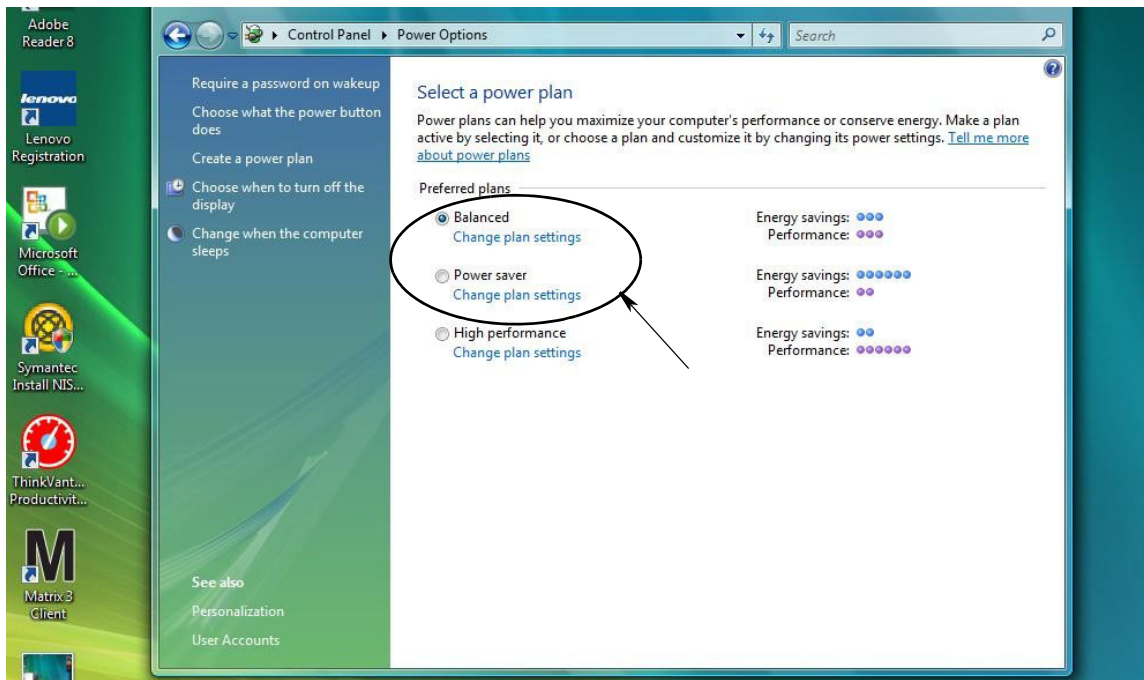 Adobe
Reader 8
lenovo
Lenovo
Registration
Microsoft
Office - ...
Symantec
Install NIS...
ThinkVant...
Productivit...
M
Matrix 3
Client
Control Panel
Power Options
Search
Require a password on wakeup
Choose what the power button
does
Create a power plan
Choose when to turn off the
display
Change when the computer
sleeps
See also
Personalization
User Accounts
Select a power plan
Power plans can help you maximize your computer's performance or conserve energy. Make a plan
active by selecting it, or choose a plan and customize it by changing its power settings. Tell me more
about power plans
Preferred plans
Balanced
Change plan settings
Energy savings:
Performance:
Power saver
Change plan settings
Energy savings:
Performance:
High performance
Change plan settings
Energy savings:
Performance: